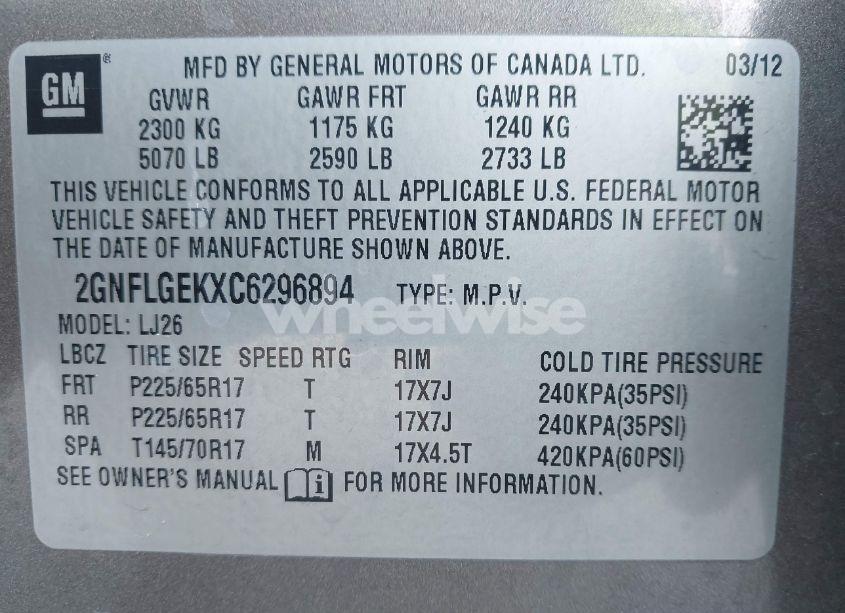 GM® MFD BY GENERAL MOTORS OF CANADA LTD. 03/12
GVWR GAWR FRT GAWR RR
2300 KG 1175 KG 1240 KG
5070 LB 2590 LB 2733 LB
THIS VEHICLE CONFORMS TO ALL APPLICABLE U.S. FEDERAL MOTOR
VEHICLE SAFETY AND THEFT PREVENTION STANDARDS IN EFFECT ON
THE DATE OF MANUFACTURE SHOWN ABOVE.
2GNFLGEKXC6296894 TYPE: M.P.V.
wheelwise
MODEL: LJ26
LBCZ TIRE SIZE SPEED RTG RIM COLD TIRE PRESSURE
FRT P225/65R17 T 17X7J 240KPA(35PSI)
RR P225/65R17 T 17X7J 240KPA(35PSI)
SPA T145/70R17 M 17X4.5T 420KPA(60PSI)
SEE OWNER'S MANUAL i FOR MORE INFORMATION.